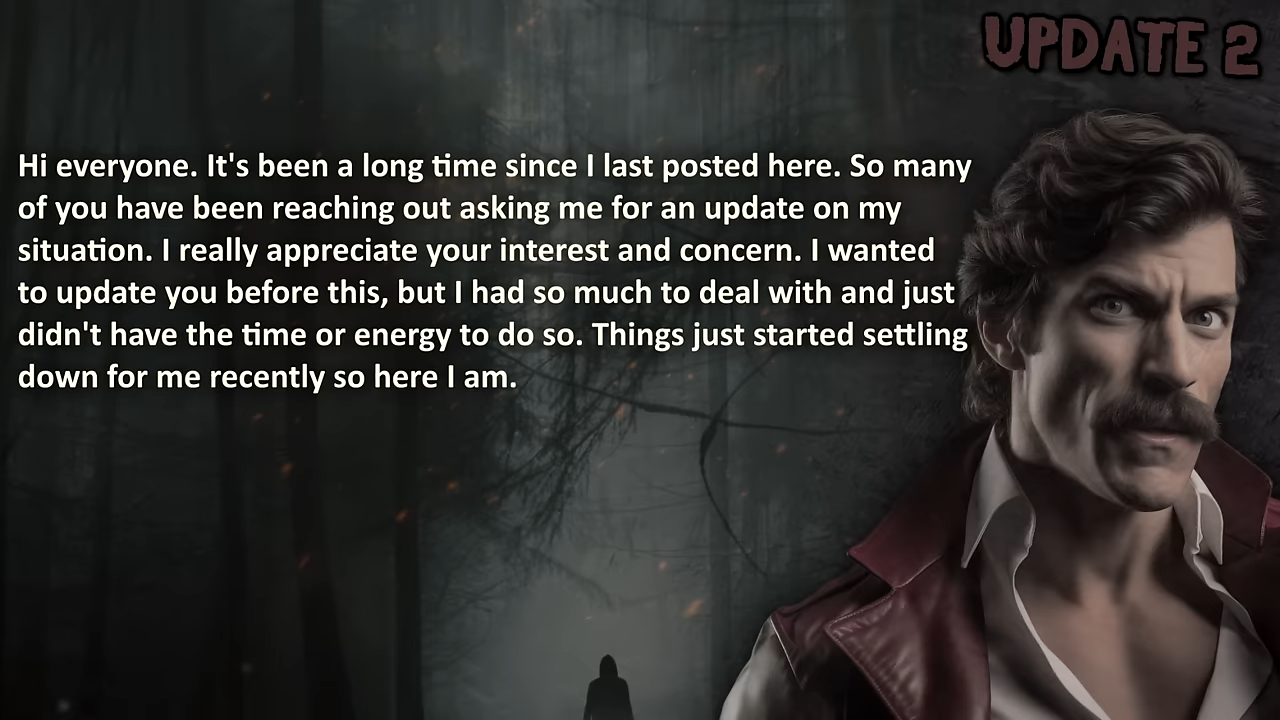 UPDATE 2
Hi everyone. It's been a long time since I last posted here. So many
of you have been reaching out asking me for an update on my
situation. I really appreciate your interest and concern. I wanted
to update you before this, but I had so much to deal with and just
didn't have the time or energy to do so. Things just started settling
down for me recently so here I am.